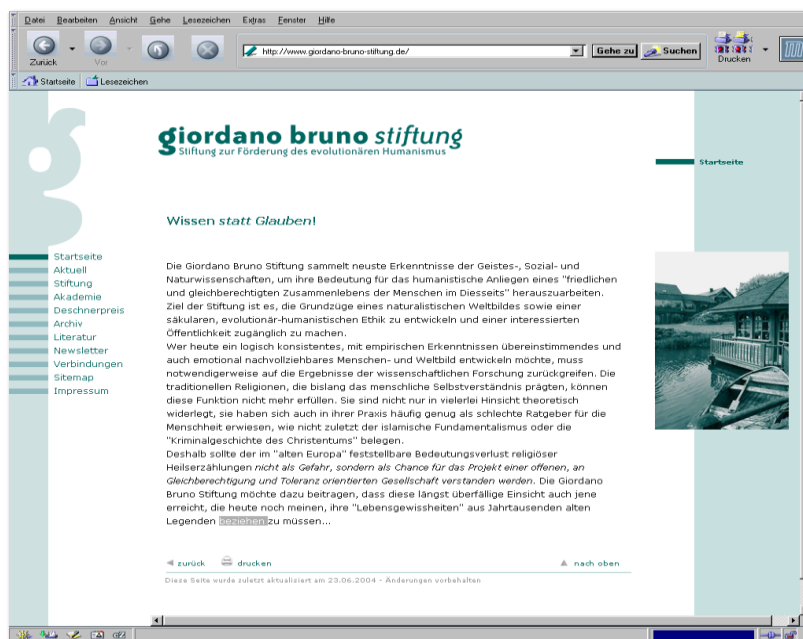 Datei Bearbeiten Ansicht Gehe Lesezeichen Extras Fenster Hilfe
Zurück Vor http://www.giordano-bruno-stiftung.de/ Gehe zu Suchen Drucken
Startseite Lesezeichen
g
giordano bruno stiftung
Stiftung zur Förderung des evolutionären Humanismus
Startseite
Wissen statt Glauben!
Startseite
Aktuell
Stiftung
Akademie
Deschnerpreis
Archiv
Literatur
Newsletter
Verbindungen
Sitemap
Impressum
Die Giordano Bruno Stiftung sammelt neuste Erkenntnisse der Geistes-, Sozial- und
Naturwissenschaften, um ihre Bedeutung für das humanistische Anliegen eines "friedlichen
und gleichberechtigten Zusammenlebens der Menschen im Diesseits" herauszuarbeiten.
Ziel der Stiftung ist es, die Grundzüge eines naturalistischen Weltbildes sowie einer
säkularen, evolutionär-humanistischen Ethik zu entwickeln und einer interessierten
Öffentlichkeit zugänglich zu machen.
Wer heute ein logisch konsistentes, mit empirischen Erkenntnissen übereinstimmendes und
auch emotional nachvollziehbares Menschen- und Weltbild entwickeln möchte, muss
notwendigerweise auf die Ergebnisse der wissenschaftlichen Forschung zurückgreifen. Die
traditionellen Religionen, die bislang das menschliche Selbstverständnis prägten, können
diese Funktion nicht mehr erfüllen. Sie sind nicht nur in vielerlei Hinsicht theoretisch
widerlegt, sie haben sich auch in ihrer Praxis häufig genug als schlechte Ratgeber für die
Menschheit erwiesen, wie nicht zuletzt der islamische Fundamentalismus oder die
"Kriminalgeschichte des Christentums" belegen.
Deshalb sollte der im "alten Europa" feststellbare Bedeutungsverlust religiöser
Heilserzählungen nicht als Gefahr, sondern als Chance für das Projekt einer offenen, an
Gleichberechtigung und Toleranz orientierten Gesellschaft verstanden werden. Die Giordano
Bruno Stiftung möchte dazu beitragen, dass diese längst überfällige Einsicht auch jene
erreicht, die heute noch meinen, ihre "Lebensgewissheiten" aus Jahrtausenden alten
Legenden beziehen zu müssen...
zurück drucken nach oben
Diese Seite wurde zuletzt aktualisiert am 23.06.2004 - Änderungen vorbehalten